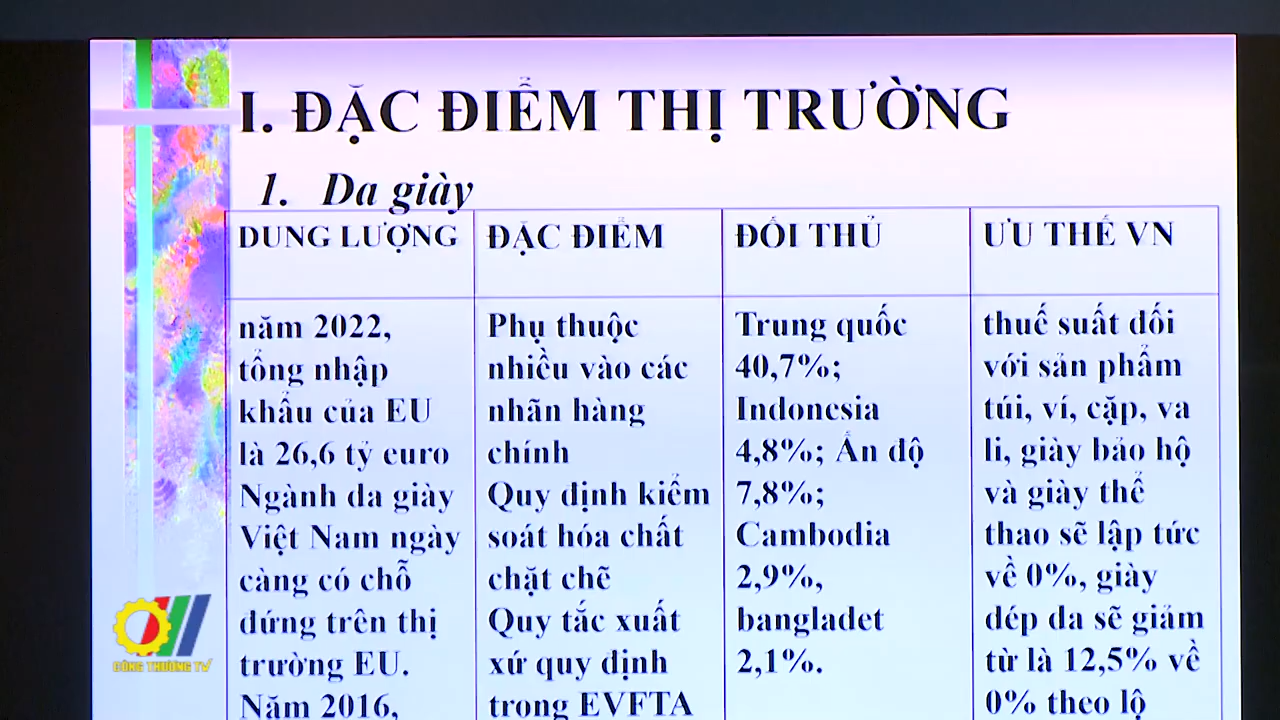 I. ĐẶC ĐIỂM THỊ TRƯỜNG
1. Da giày
DUNG LƯỢNG
năm 2022,
tổng nhập
khẩu của EU
là 26,6 tỷ euro
Ngành da giày
Việt Nam ngày
càng có chỗ
đứng trên thị
trường EU.
Năm 2016,
ĐẶC ĐIỂM
Phụ thuộc
nhiều vào các
nhãn hàng
chính
Quy định kiểm
soát hóa chất
chặt chẽ
Quy tắc xuất
xứ quy định
trong EVFTA
ĐỐI THỦ
Trung quốc
40,7%;
Indonesia
4,8%; Ấn độ
7,8%;
Cambodia
2,9%,
bangladet
2,1%.
ƯU THẾ VN
thuế suất đối
với sản phẩm
túi, ví, cặp, va
li, giày bảo hộ
và giày thể
thao sẽ lập tức
về 0%, giày
dép da sẽ giảm
từ là 12,5% về
0% theo lộ
CÔNG THƯƠNG TV